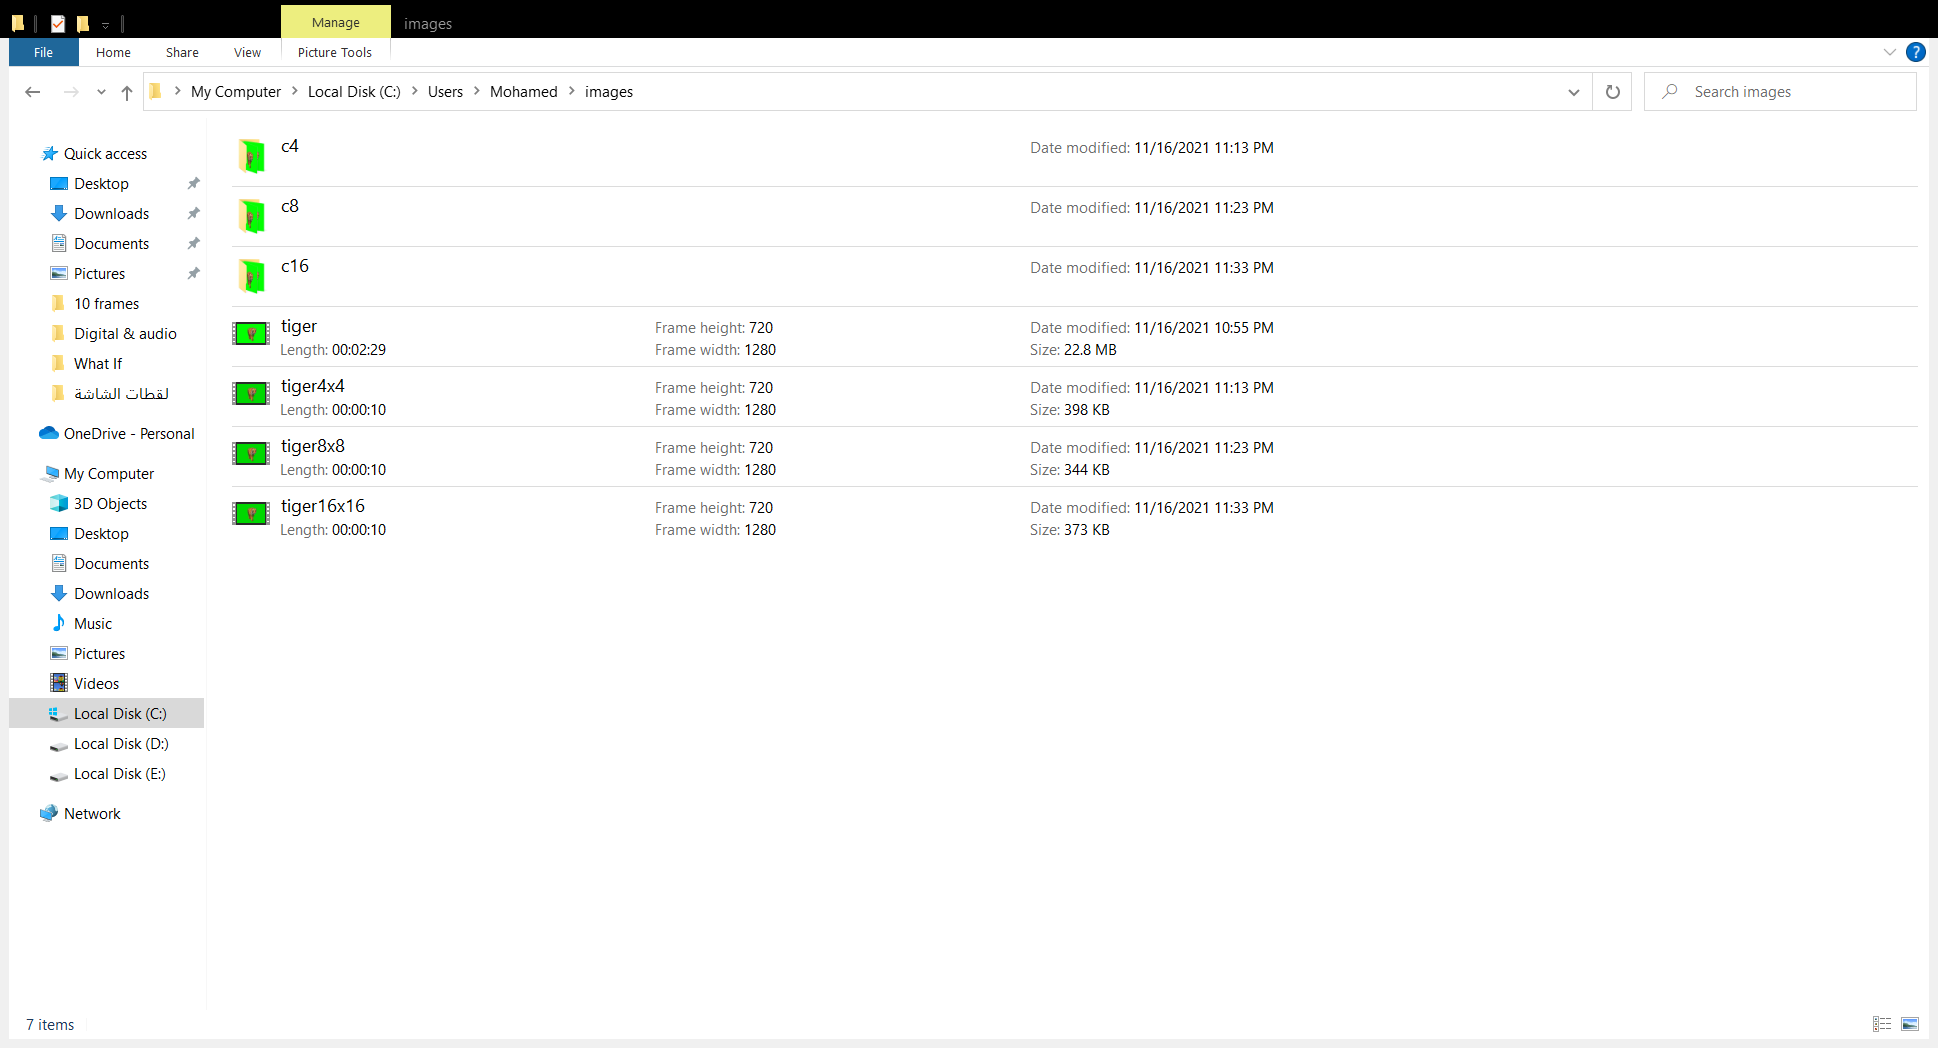 Manage
images
File
Home
Share
View
Picture Tools
?
My Computer > Local Disk (C:) > Users > Mohamed > images
Search images
Quick access
Desktop
Downloads
Documents
Pictures
10 frames
Digital & audio
What If
لقطات الشاشة
OneDrive - Personal
My Computer
3D Objects
Desktop
Documents
Downloads
Music
Pictures
Videos
Local Disk (C:)
Local Disk (D:)
Local Disk (E:)
Network
c4 Date modified: 11/16/2021 11:13 PM
c8 Date modified: 11/16/2021 11:23 PM
c16 Date modified: 11/16/2021 11:33 PM
tiger Frame height: 720 Date modified: 11/16/2021 10:55 PM
Length: 00:02:29 Frame width: 1280 Size: 22.8 MB
tiger4x4 Frame height: 720 Date modified: 11/16/2021 11:13 PM
Length: 00:00:10 Frame width: 1280 Size: 398 KB
tiger8x8 Frame height: 720 Date modified: 11/16/2021 11:23 PM
Length: 00:00:10 Frame width: 1280 Size: 344 KB
tiger16x16 Frame height: 720 Date modified: 11/16/2021 11:33 PM
Length: 00:00:10 Frame width: 1280 Size: 373 KB
7 items